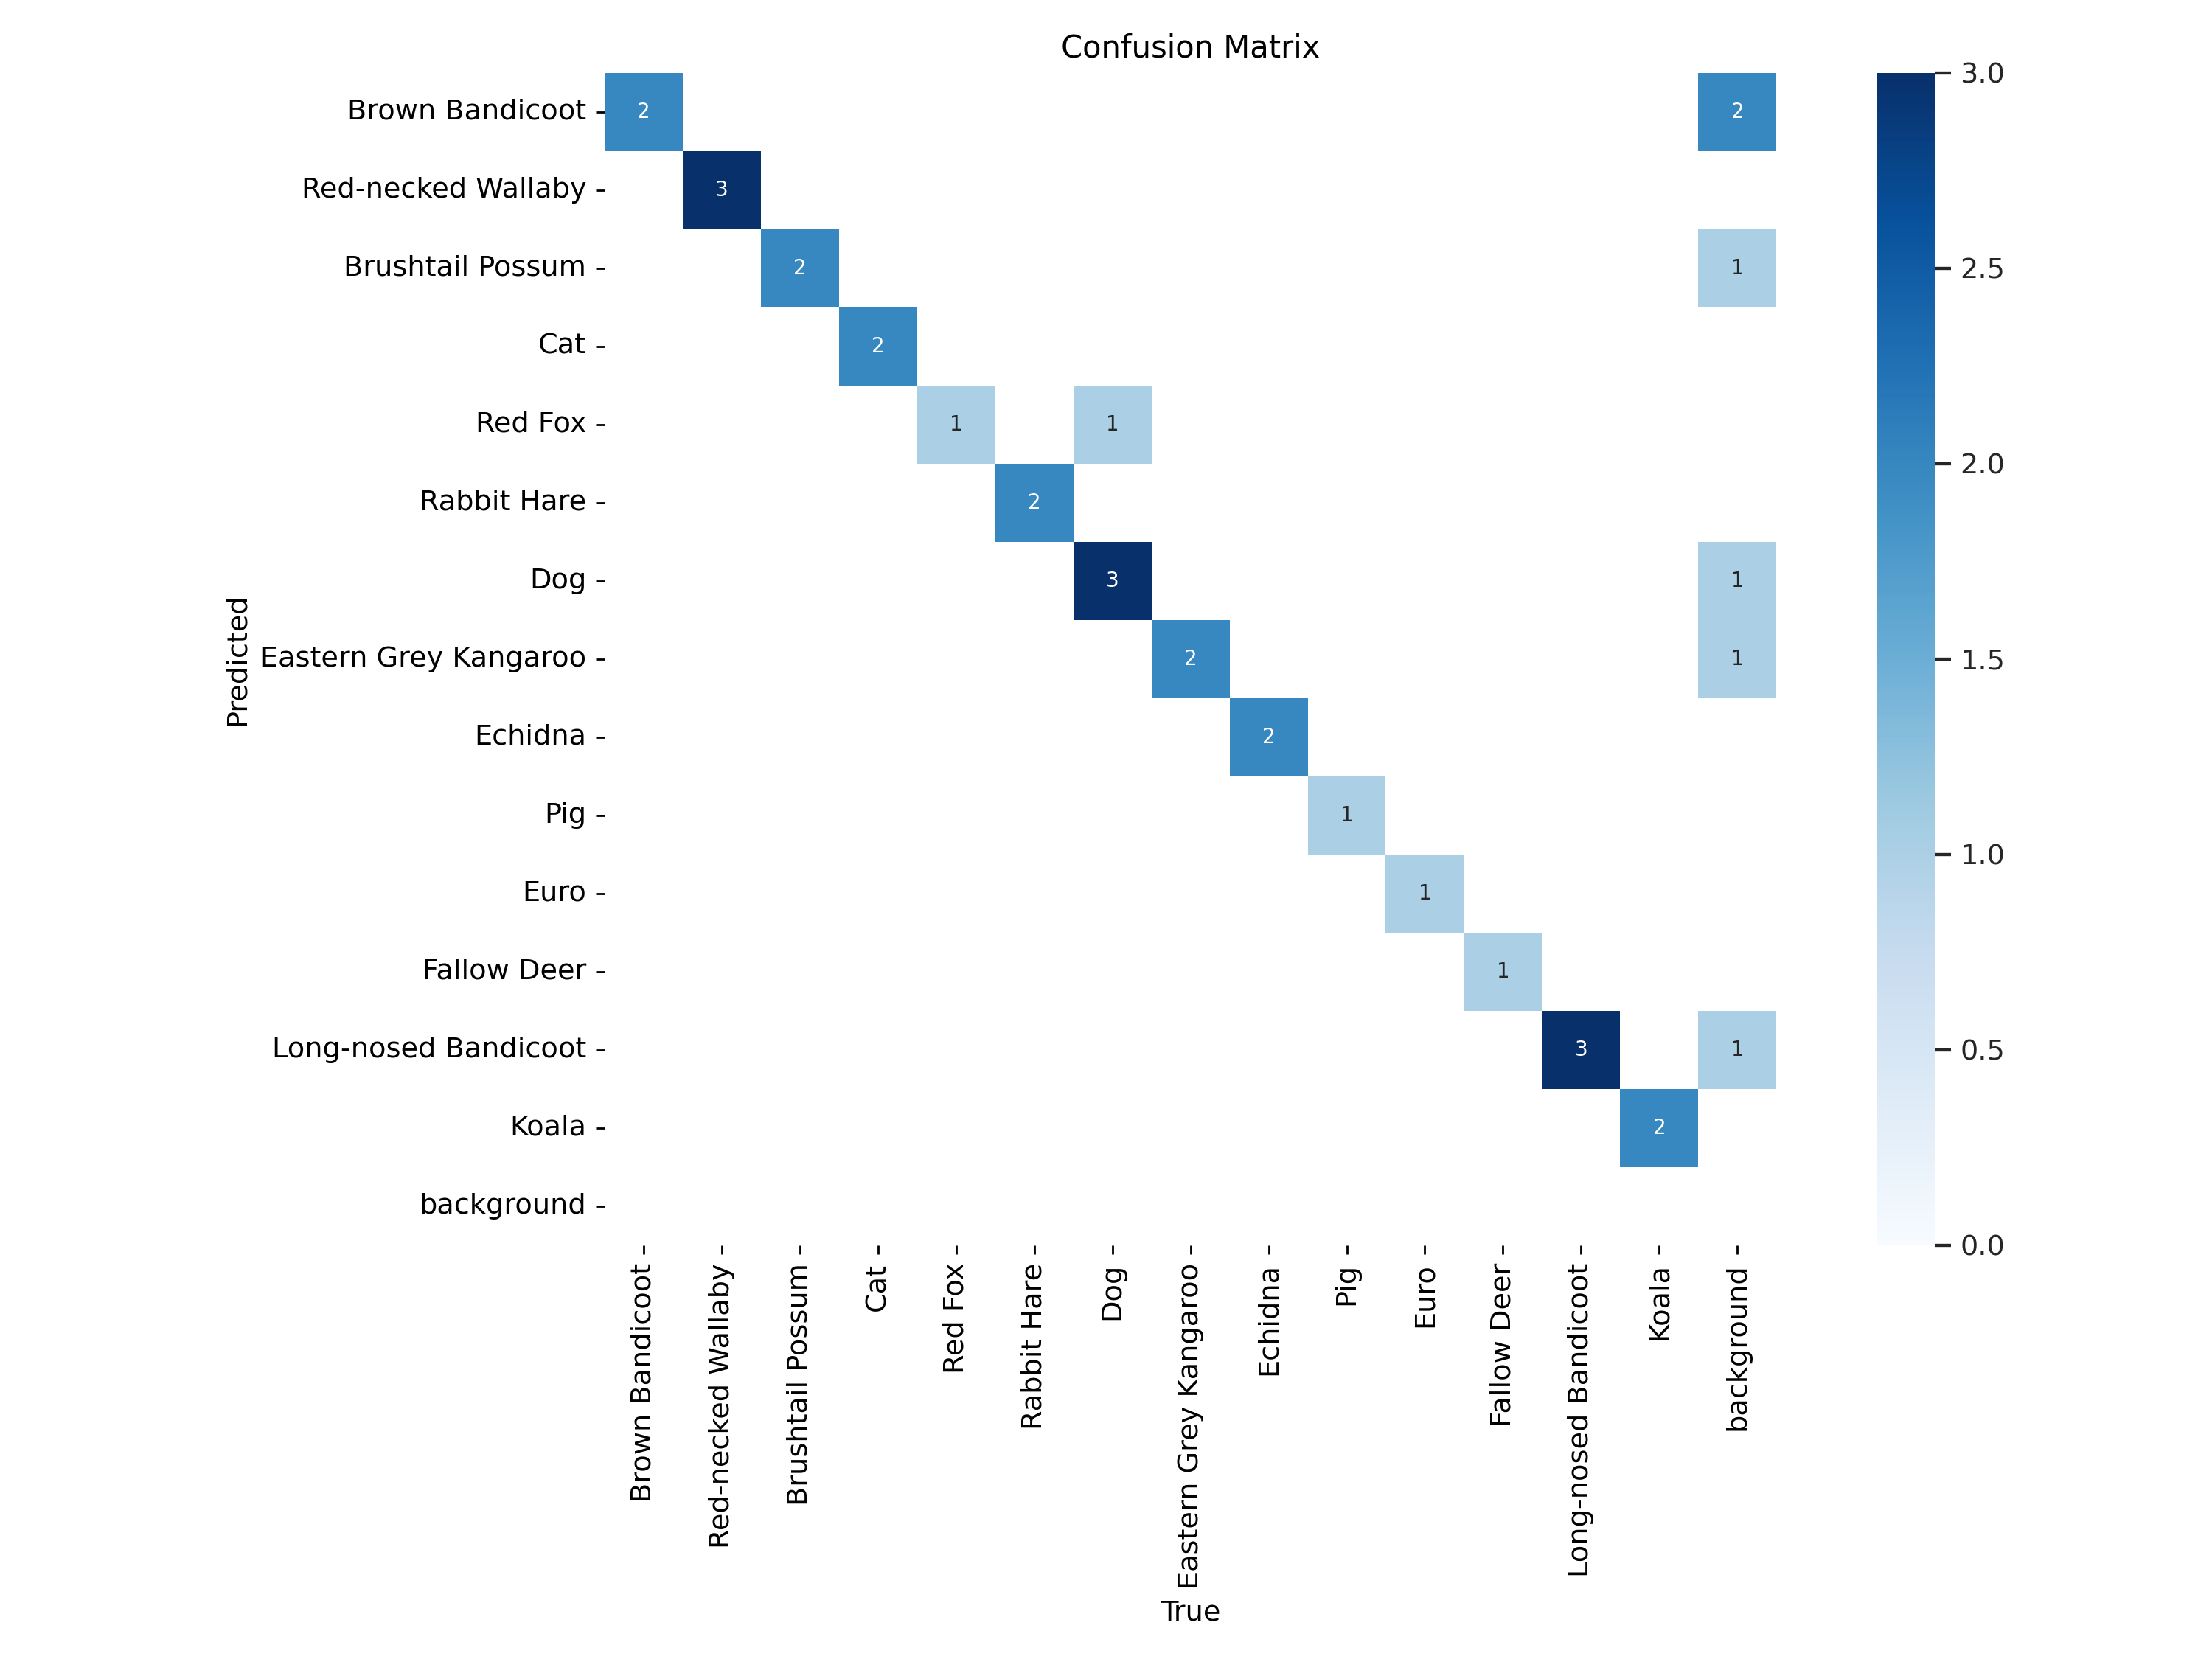 Confusion Matrix
Brown Bandicoot
2
2
3.0
Red-necked Wallaby
3
Brushtail Possum
2
1
2.5
Cat
2
Red Fox
1
1
2.0
Rabbit Hare
2
Dog
3
1
Predicted
Eastern Grey Kangaroo
2
1
1.5
Echidna
2
Pig
1
1.0
Euro
1
Fallow Deer
1
Long-nosed Bandicoot
3
1
0.5
Koala
2
background
0.0
Brown Bandicoot
Red-necked Wallaby
Brushtail Possum
Cat
Red Fox
Rabbit Hare
Dog
Eastern Grey Kangaroo
Echidna
Pig
Euro
Fallow Deer
Long-nosed Bandicoot
Koala
background
True